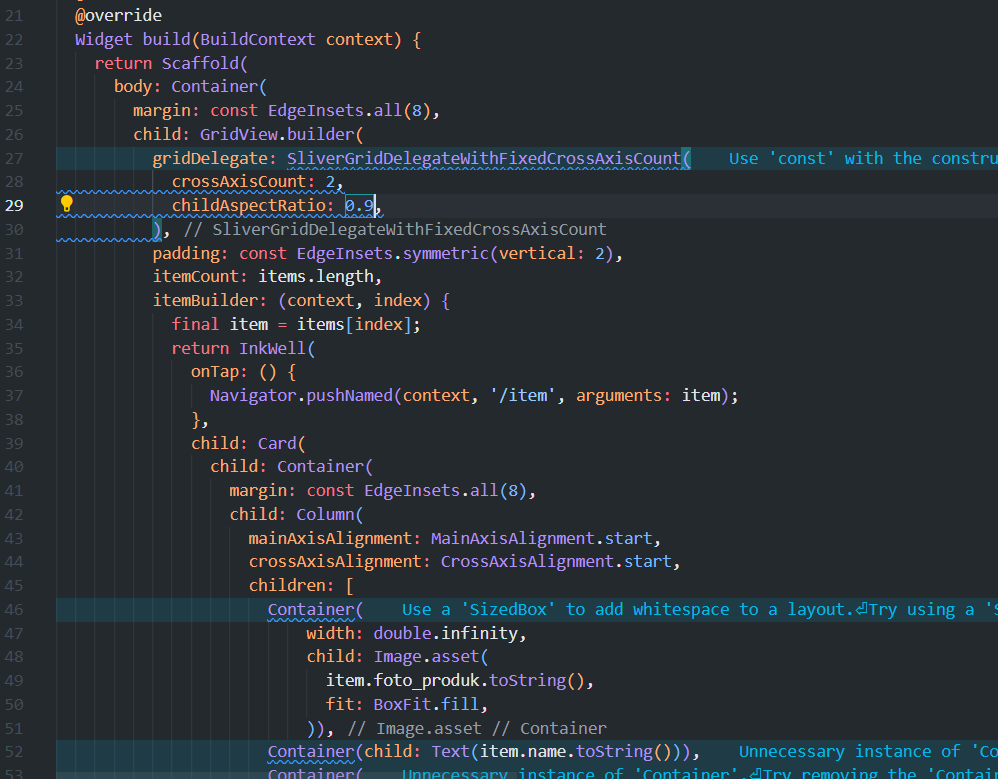 21 @override
22 Widget build(BuildContext context) {
23 return Scaffold(
24 body: Container(
25 margin: const EdgeInsets.all(8),
26 child: GridView.builder(
27 gridDelegate: SliverGridDelegateWithFixedCrossAxisCount( Use 'const' with the constru
28 crossAxisCount: 2,
29 childAspectRatio: 0.9,
30 ), // SliverGridDelegateWithFixedCrossAxisCount
31 padding: const EdgeInsets.symmetric(vertical: 2),
32 itemCount: items.length,
33 itemBuilder: (context, index) {
34 final item = items[index];
35 return InkWell(
36 onTap: () {
37 Navigator.pushNamed(context, '/item', arguments: item);
38 },
39 child: Card(
40 child: Container(
41 margin: const EdgeInsets.all(8),
42 child: Column(
43 mainAxisAlignment: MainAxisAlignment.start,
44 crossAxisAlignment: CrossAxisAlignment.start,
45 children: [
46 Container( Use a 'SizedBox' to add whitespace to a layout.⏎Try using a 'S
47 width: double.infinity,
48 child: Image.asset(
49 item.foto_produk.toString(),
50 fit: BoxFit.fill,
51 )), // Image.asset // Container
52 Container(child: Text(item.name.toString())), Unnecessary instance of 'Co
53 Container( Unnecessary instance of 'Container'.⏎Try removing the 'Contain